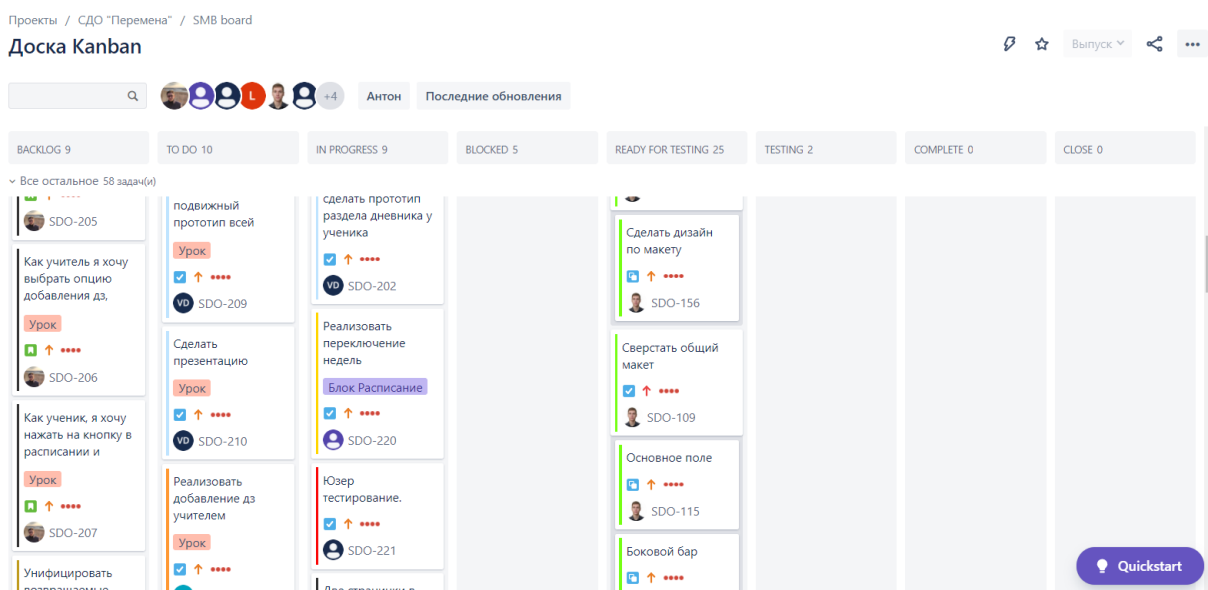 Проекты / СДО "Перемена" / SMB board
Доска Kanban
Выпуск
L
+4
Антон
Последние обновления
BACKLOG 9
TO DO 10
IN PROGRESS 9
BLOCKED 5
READY FOR TESTING 25
TESTING 2
COMPLETE 0
CLOSE 0
Все остальное 58 задач(и)
SDO-205
Как учитель я хочу
выбрать опцию
добавления дз,
Урок
SDO-206
Как ученик, я хочу
нажать на кнопку в
расписании и
Урок
SDO-207
Унифицировать
возвращаемые
подвижный
прототип всей
Урок
VD SDO-209
Сделать
презентацию
Урок
VD SDO-210
Реализовать
добавление дз
учителем
Урок
сделать прототип
раздела дневника у
ученика
VD SDO-202
Реализовать
переключение
недель
Блок Расписание
SDO-220
Юзер
тестирование.
SDO-221
Две странички в
Сделать дизайн
по макету
SDO-156
Сверстать общий
макет
SDO-109
Основное поле
SDO-115
Боковой бар
Quickstart